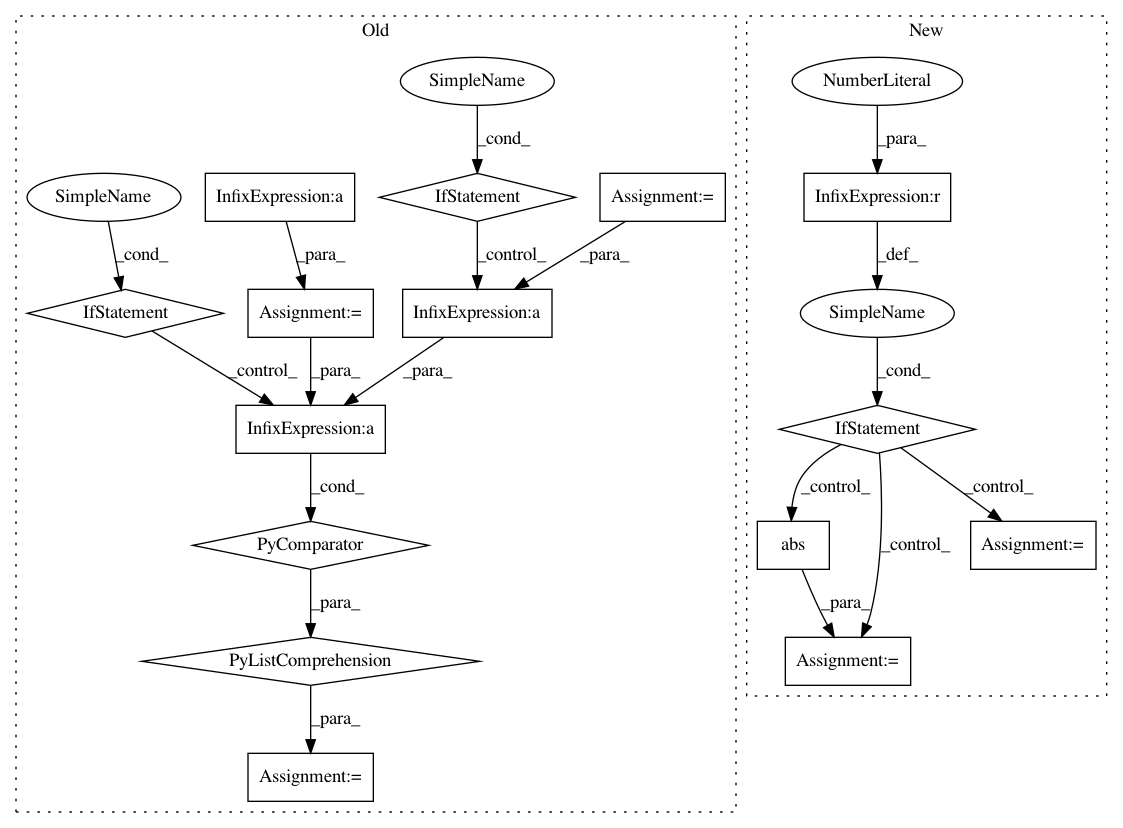 Old
New
SimpleName
NumberLiteral
_cond_
_para_
SimpleName
InfixExpression:a
IfStatement
Assignment:=
InfixExpression:r
_cond_
_para_
_control_
_para_
_def_
IfStatement
Assignment:=
InfixExpression:a
SimpleName
_control_
_para_
_para_
_cond_
InfixExpression:a
IfStatement
_cond_
_control_
_control_
PyComparator
abs
_control_
Assignment:=
_para_
_para_
PyListComprehension
Assignment:=
_para_
Assignment:=